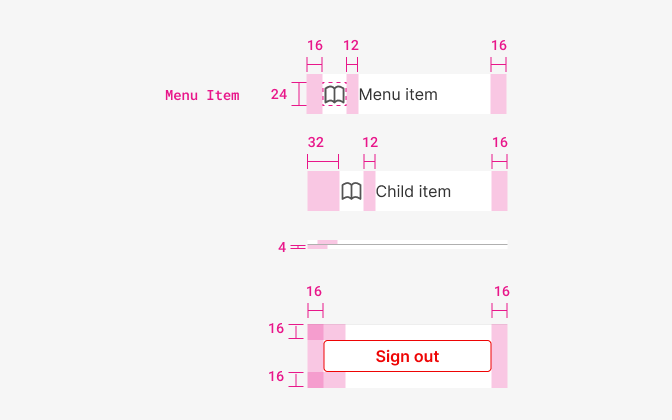 16 12 16
Menu Item 24 Menu item
32 12 16
Child item
4
16 16
16
Sign out
16